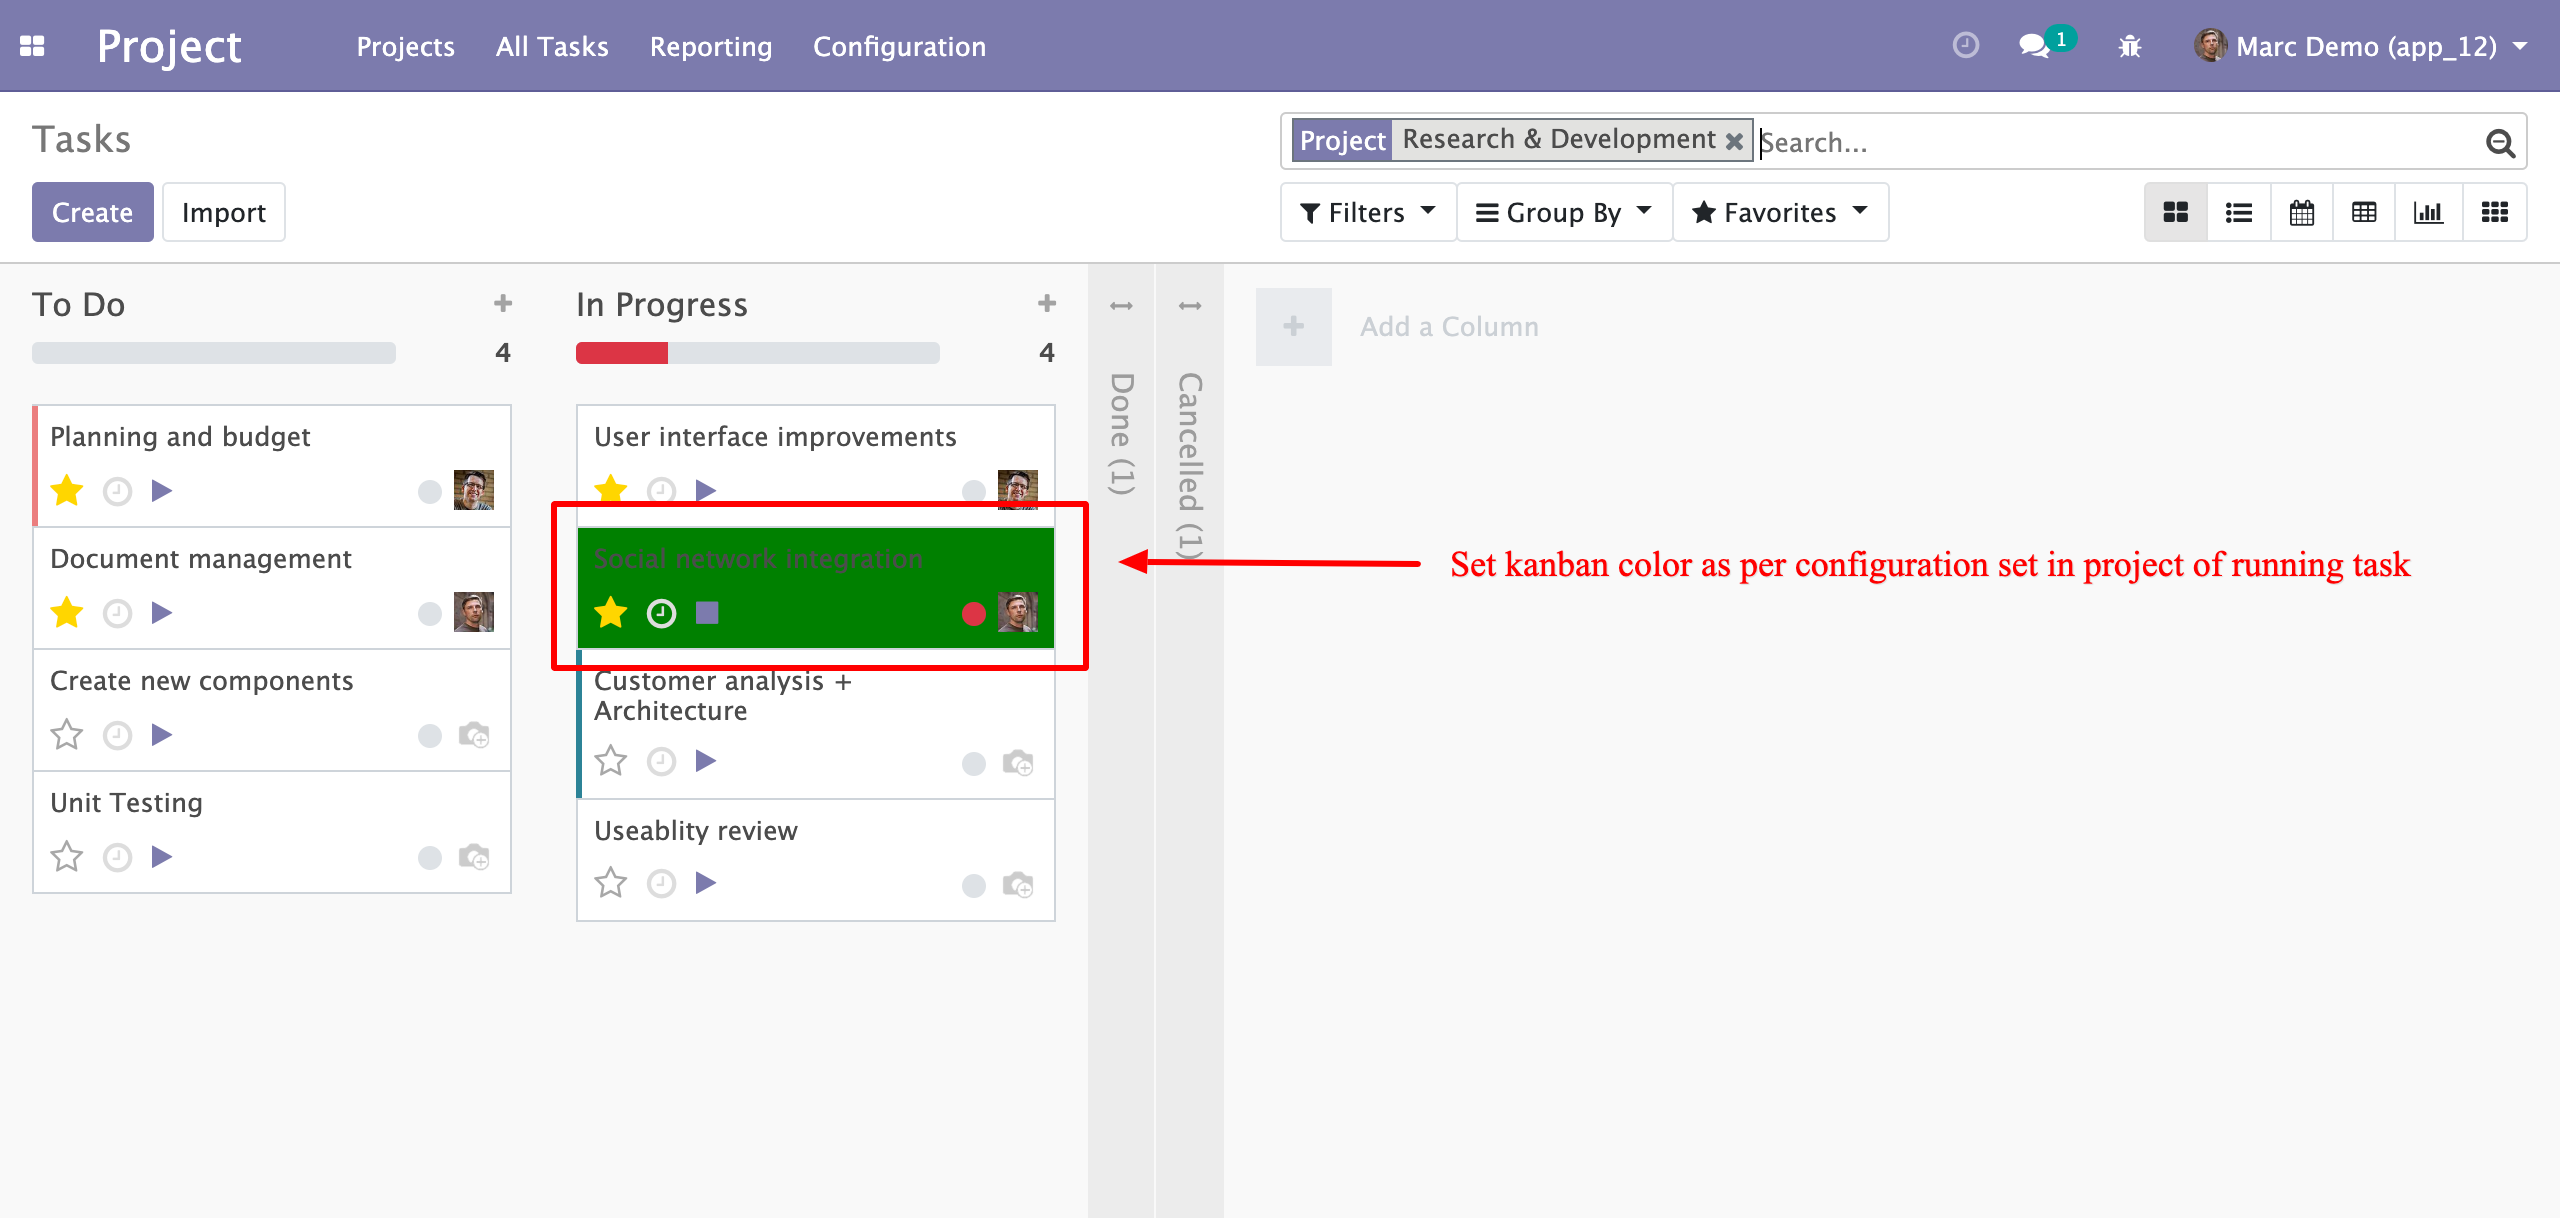 Project
Projects
All Tasks
Reporting
Configuration
1
Marc Demo (app_12)
Tasks
Project Research & Development Search...
Create
Import
Filters
Group By
Favorites
To Do
4
Planning and budget
Document management
Create new components
Unit Testing
In Progress
4
User interface improvements
Social network integration
Customer analysis +
Architecture
Useablity review
Done (1)
Cancelled (1)
Add a Column
Set kanban color as per configuration set in project of running task